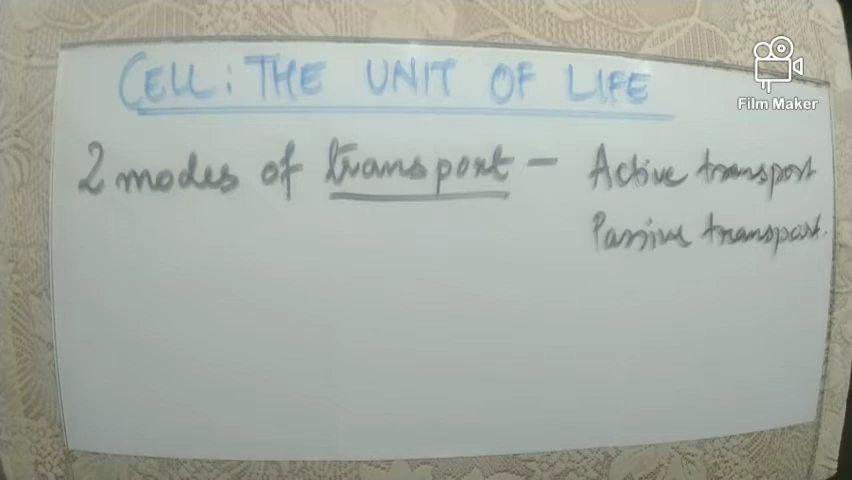 CELL: THE UNIT OF LIFE
Film Maker
2 modes of transport - Active transport
Passive transport.